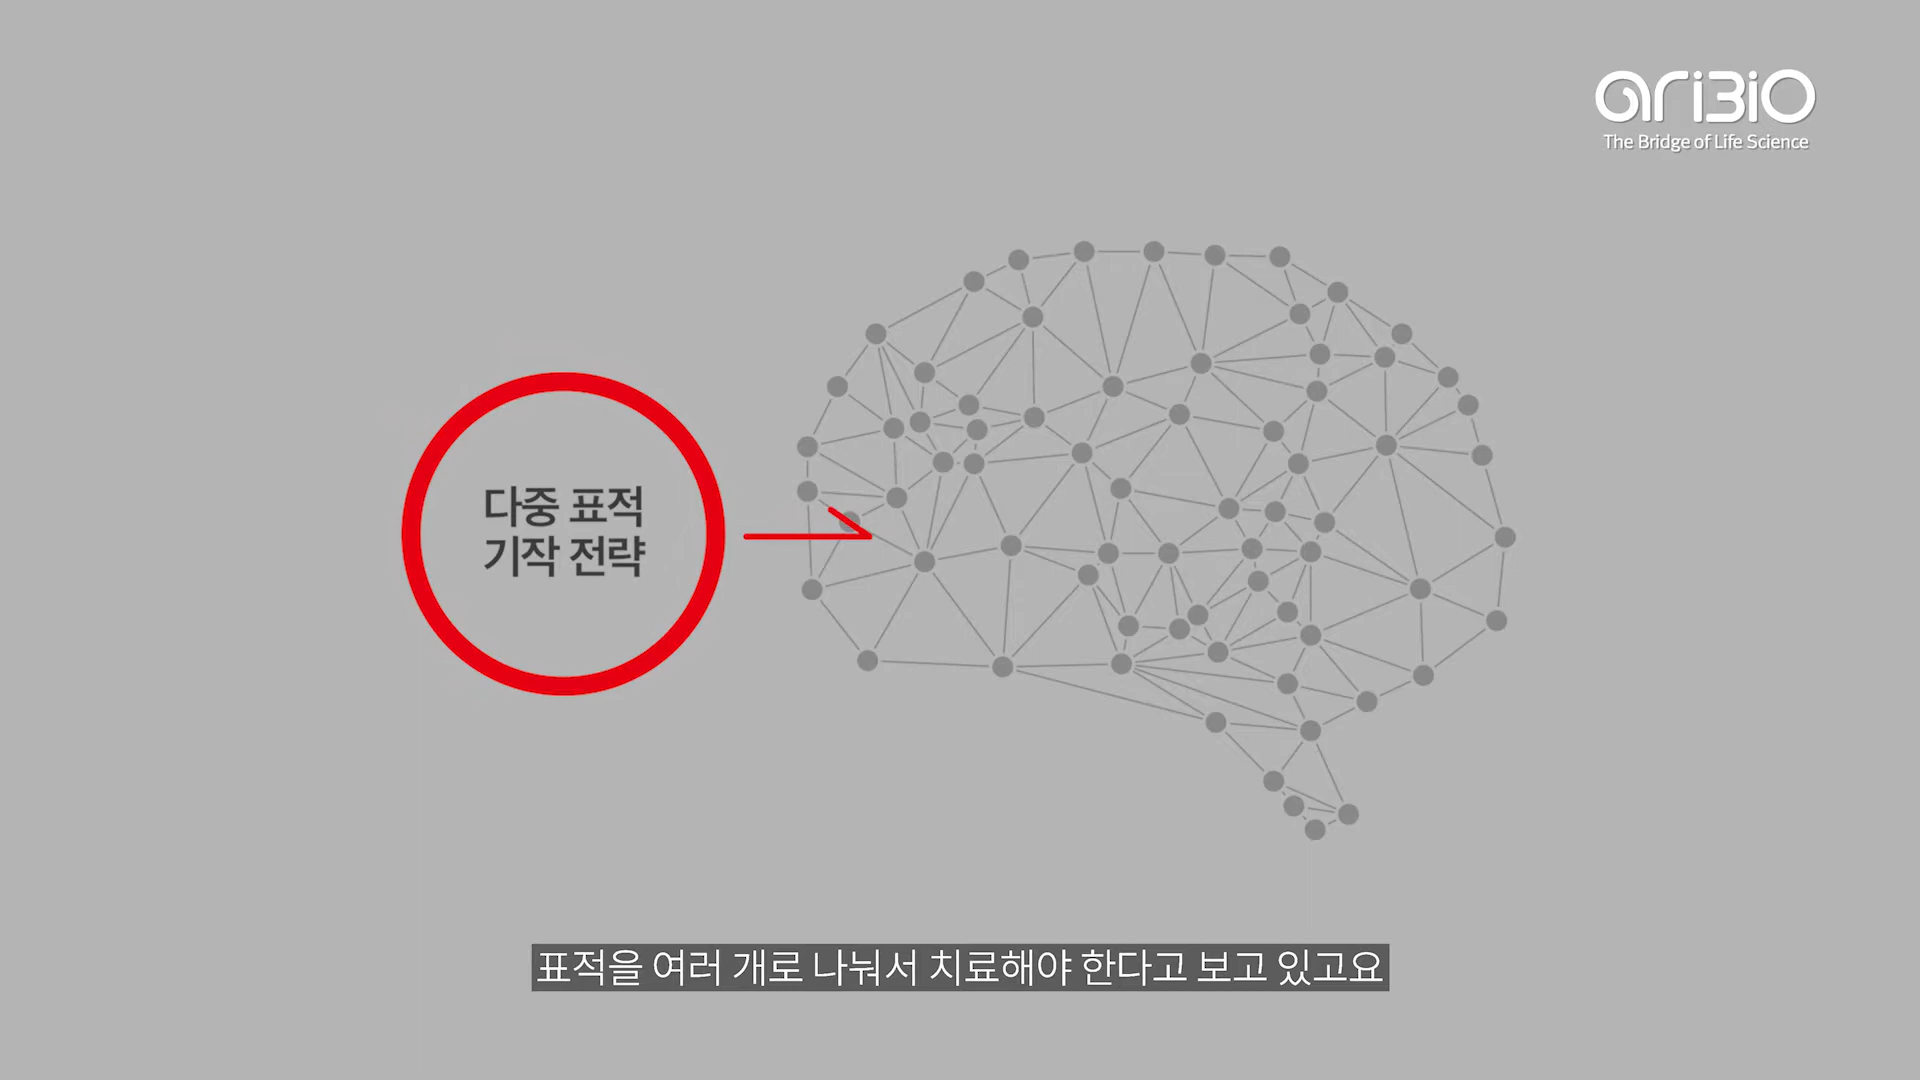 ariBiO
The Bridge of Life Science
다중 표적
기작 전략
표적을 여러 개로 나눠서 치료해야 한다고 보고 있고요